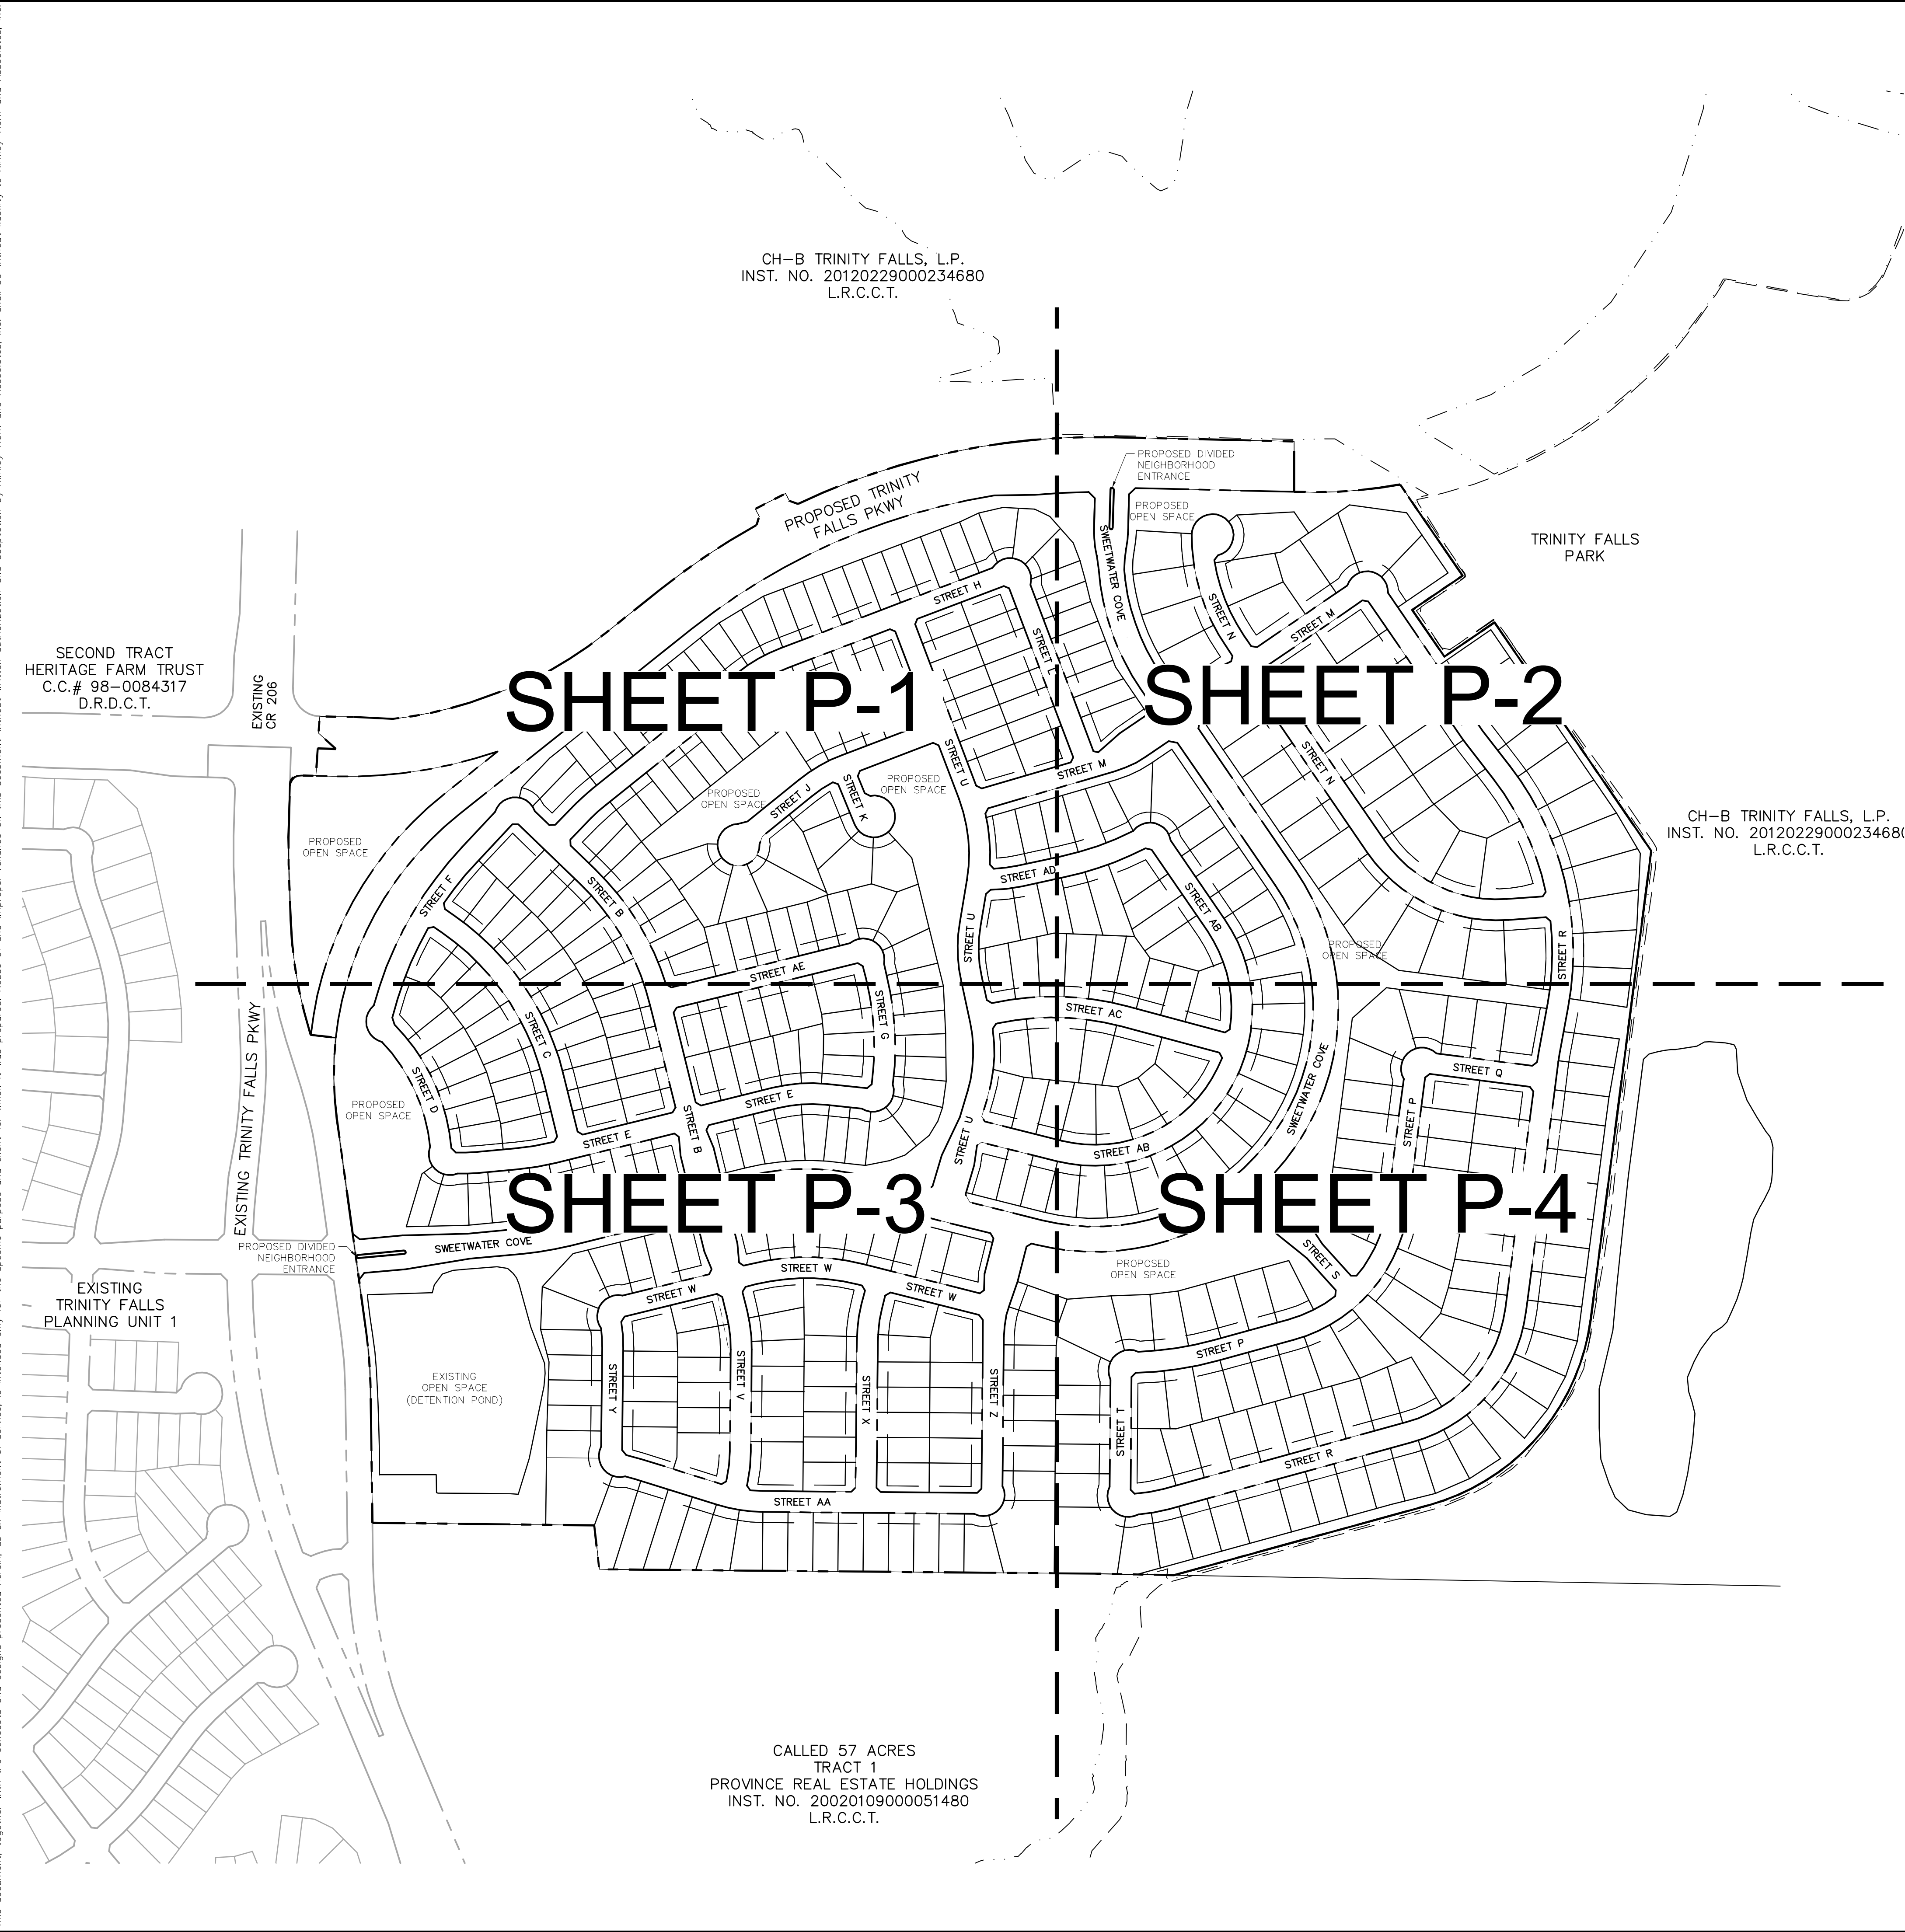 CH-B TRINITY FALLS, L.P.
INST. NO. 20120229000234680
L.R.C.C.T.
PROPOSED DIVIDED
NEIGHBORHOOD
ENTRANCE
PROPOSED TRINITY
FALLS PKWY
PROPOSED
OPEN SPACE
TRINITY FALLS
PARK
SWEETWATER COVE
STREET H
STREET N
STREET M
STREET L
SECOND TRACT
HERITAGE FARM TRUST
C.C.# 98-0084317
D.R.D.C.T.
EXISTING
CR 206
SHEET P-1
SHEET P-2
STREET U
STREET M
STREET N
PROPOSED
OPEN SPACE
STREET J
STREET K
PROPOSED
OPEN SPACE
CH-B TRINITY FALLS, L.P.
INST. NO. 2012022900023468
L.R.C.C.T.
PROPOSED
OPEN SPACE
STREET F
STREET B
STREET AD
STREET AB
STREET U
PROPOSED
OPEN SPACE
STREET R
STREET AE
STREET G
STREET C
STREET AC
EXISTING TRINITY FALLS PKWY
STREET D
PROPOSED
OPEN SPACE
STREET E
STREET E
STREET B
STREET U
STREET AB
SWEETWATER COVE
STREET Q
STREET P
SHEET P-3
SHEET P-4
PROPOSED DIVIDED
NEIGHBORHOOD
ENTRANCE
SWEETWATER COVE
STREET W
STREET W
STREET W
PROPOSED
OPEN SPACE
STREET S
EXISTING
TRINITY FALLS
PLANNING UNIT 1
EXISTING
OPEN SPACE
(DETENTION POND)
STREET Y
STREET V
STREET X
STREET Z
STREET P
STREET T
STREET R
STREET AA
CALLED 57 ACRES
TRACT 1
PROVINCE REAL ESTATE HOLDINGS
INST. NO. 20020109000051480
L.R.C.C.T.